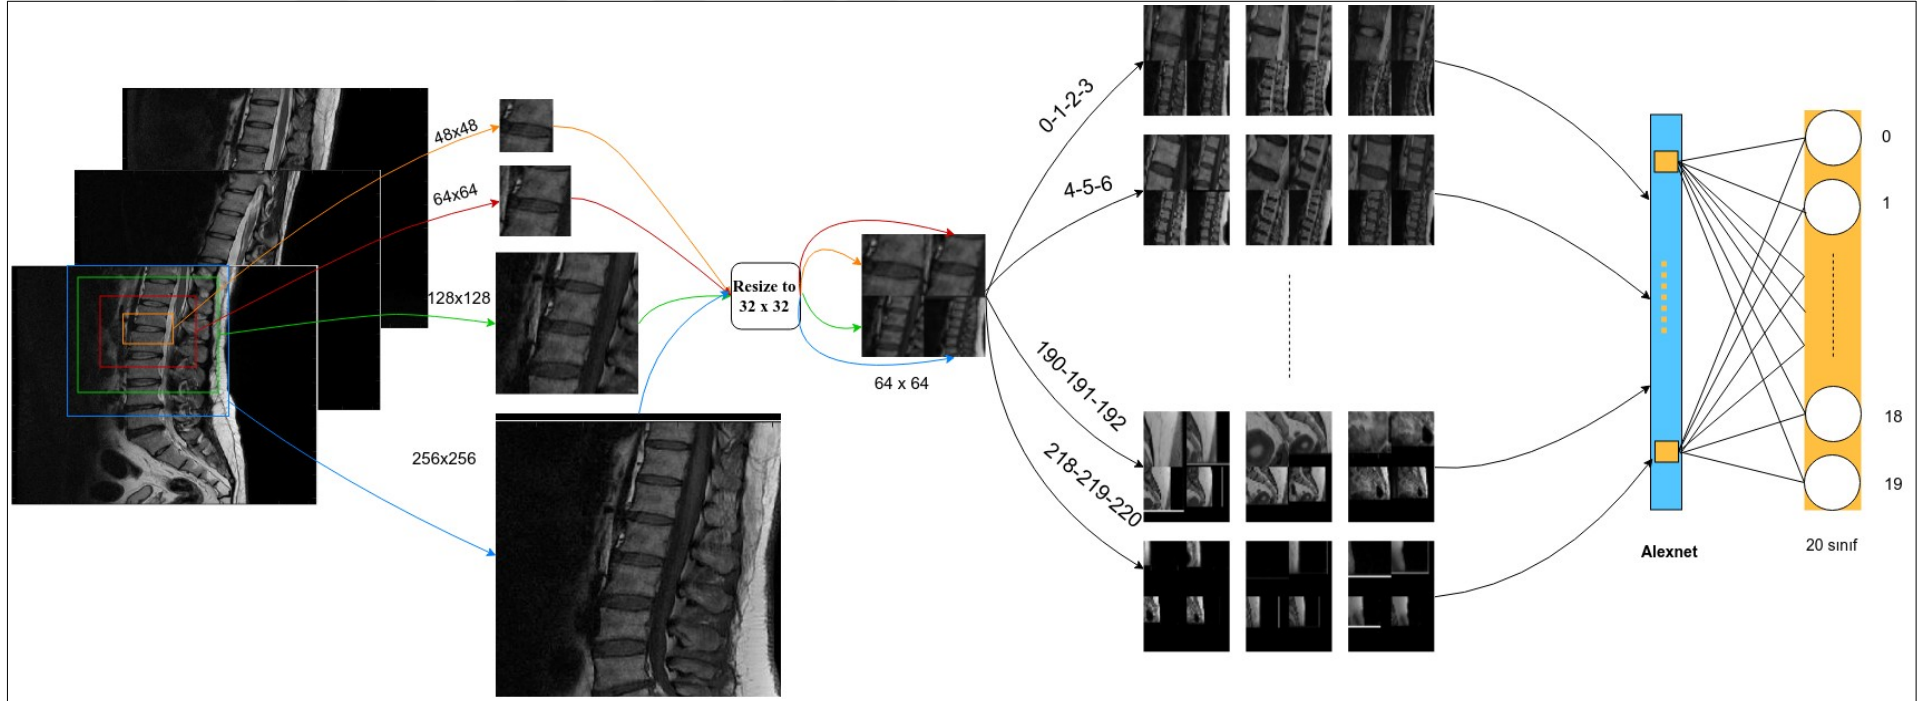 48x48
64x64
128x128
256x256
Resize to
32 x 32
64 x 64
0-1-2-3
4-5-6
190-191-192
218-219-220
Alexnet
0
1
18
19
20 sınıf